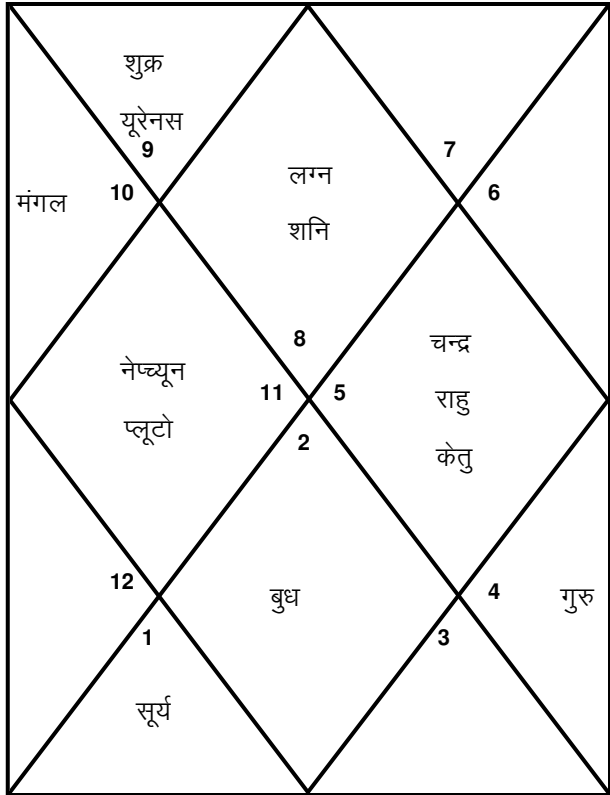 शुक्र
यूरेनस
9
7
लग्न
मंगल
10
6
शनि
8
चन्द्र
नेप्च्यून
11
5
राहु
प्लूटो
2
केतु
12
4
बुध
गुरु
1
3
सूर्य